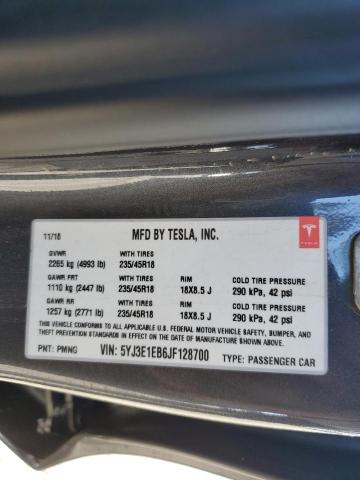 11/18 MFD BY TESLA, INC.
GVWR WITH TIRES
2265 kg (4993 lb) 235/45R18
GAWR FRT WITH TIRES RIM COLD TIRE PRESSURE
1110 kg (2447 lb) 235/45R18 18X8.5 J 290 kPa, 42 psi
GAWR RR WITH TIRES RIM COLD TIRE PRESSURE
1257 kg (2771 lb) 235/45R18 18X8.5 J 290 kPa, 42 psi
THIS VEHICLE CONFORMS TO ALL APPLICABLE U.S. FEDERAL MOTOR VEHICLE SAFETY, BUMPER, AND
THEFT PREVENTION STANDARDS IN EFFECT ON THE DATE OF MANUFACTURE SHOWN ABOVE.
PNT: PMNG VIN: 5YJ3E1EB6JF128700 TYPE: PASSENGER CAR
TESLA